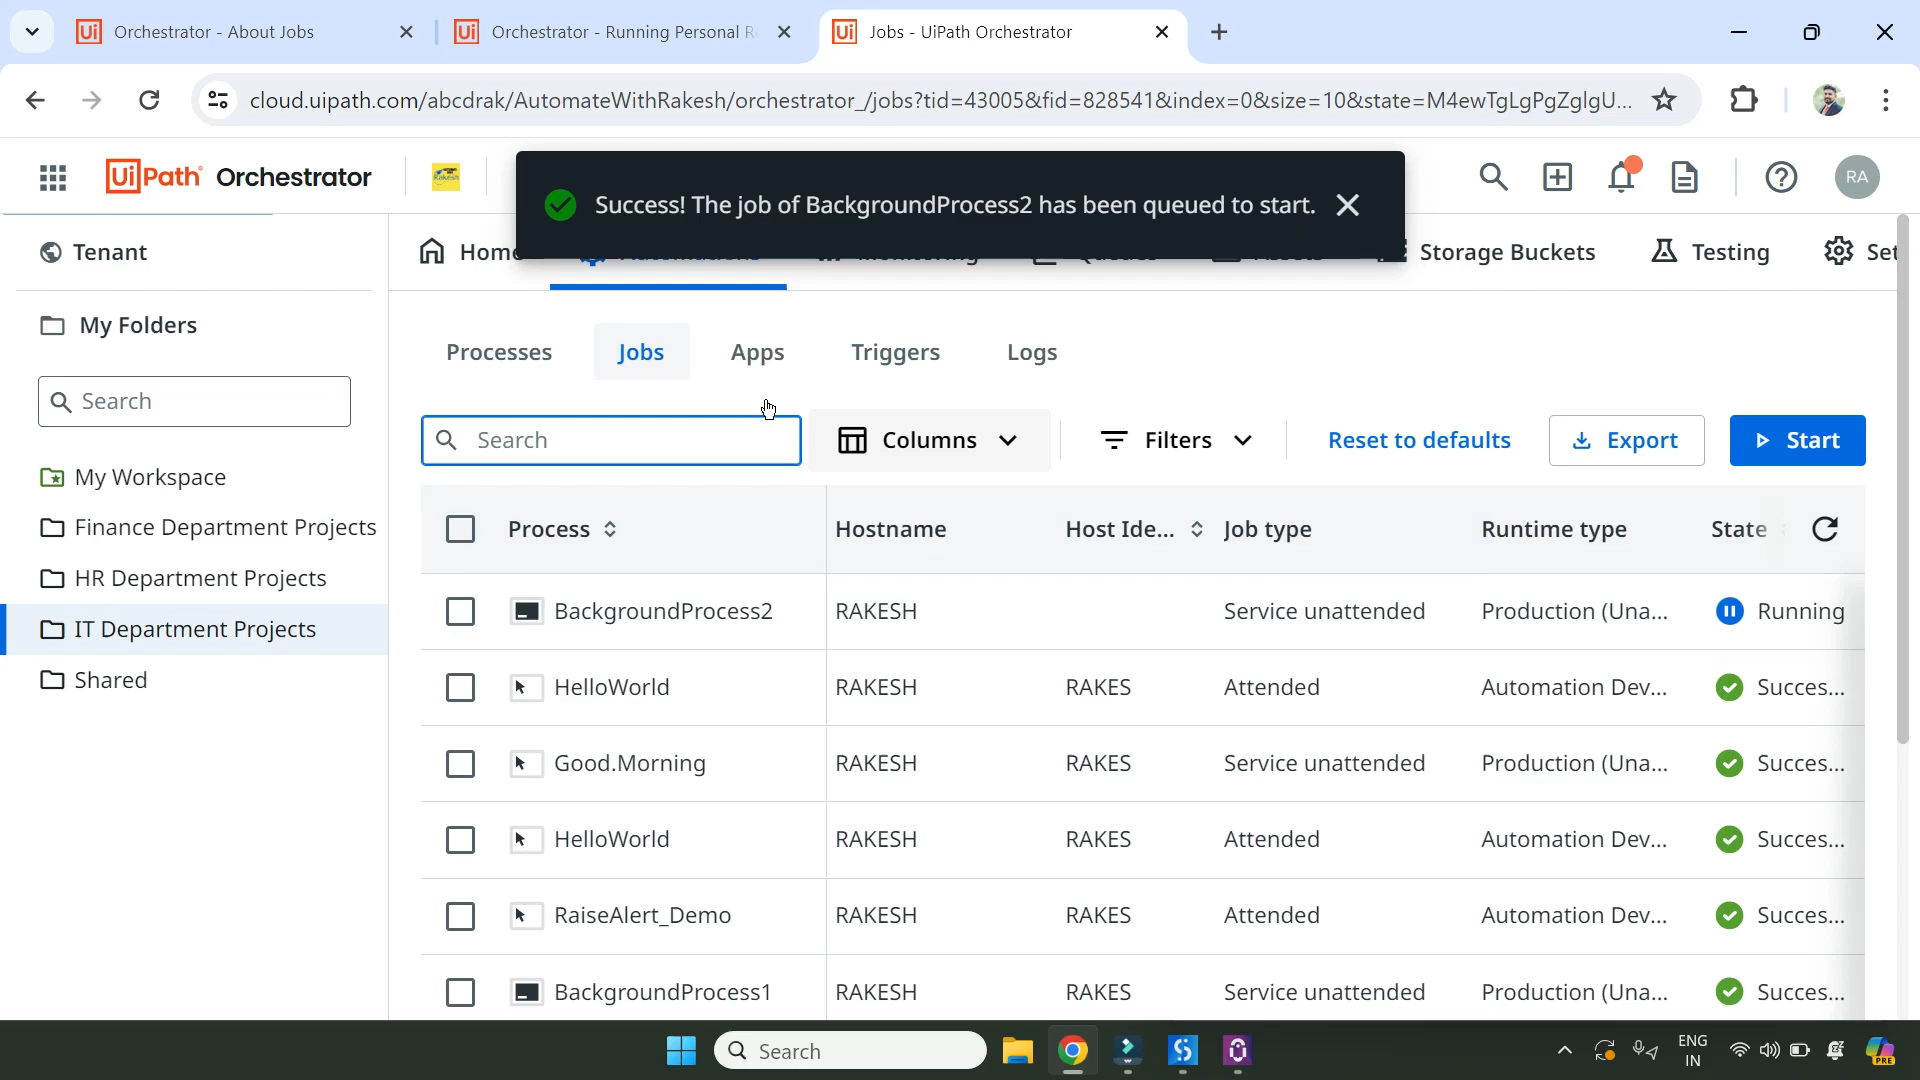 Orchestrator - About Jobs
Orchestrator - Running Personal R
Jobs - UiPath Orchestrator
cloud.uipath.com/abcdrak/AutomateWithRakesh/orchestrator_/jobs?tid=43005&fid=828541&index=0&size=10&state=M4ewTgLgPgZglgU...
UiPath Orchestrator
Success! The job of BackgroundProcess2 has been queued to start.
RA
Tenant
Home
Storage Buckets
Testing
Set
My Folders
Search
My Workspace
Finance Department Projects
HR Department Projects
IT Department Projects
Shared
Processes Jobs Apps Triggers Logs
Search Columns Filters Reset to defaults Export Start
Process Hostname Host Ide... Job type Runtime type State
BackgroundProcess2 RAKESH Service unattended Production (Una... Running
HelloWorld RAKESH RAKES Attended Automation Dev... Succes...
Good.Morning RAKESH RAKES Service unattended Production (Una... Succes...
HelloWorld RAKESH RAKES Attended Automation Dev... Succes...
RaiseAlert_Demo RAKESH RAKES Attended Automation Dev... Succes...
BackgroundProcess1 RAKESH RAKES Service unattended Production (Una... Succes...
Search
ENG
IN
PRE